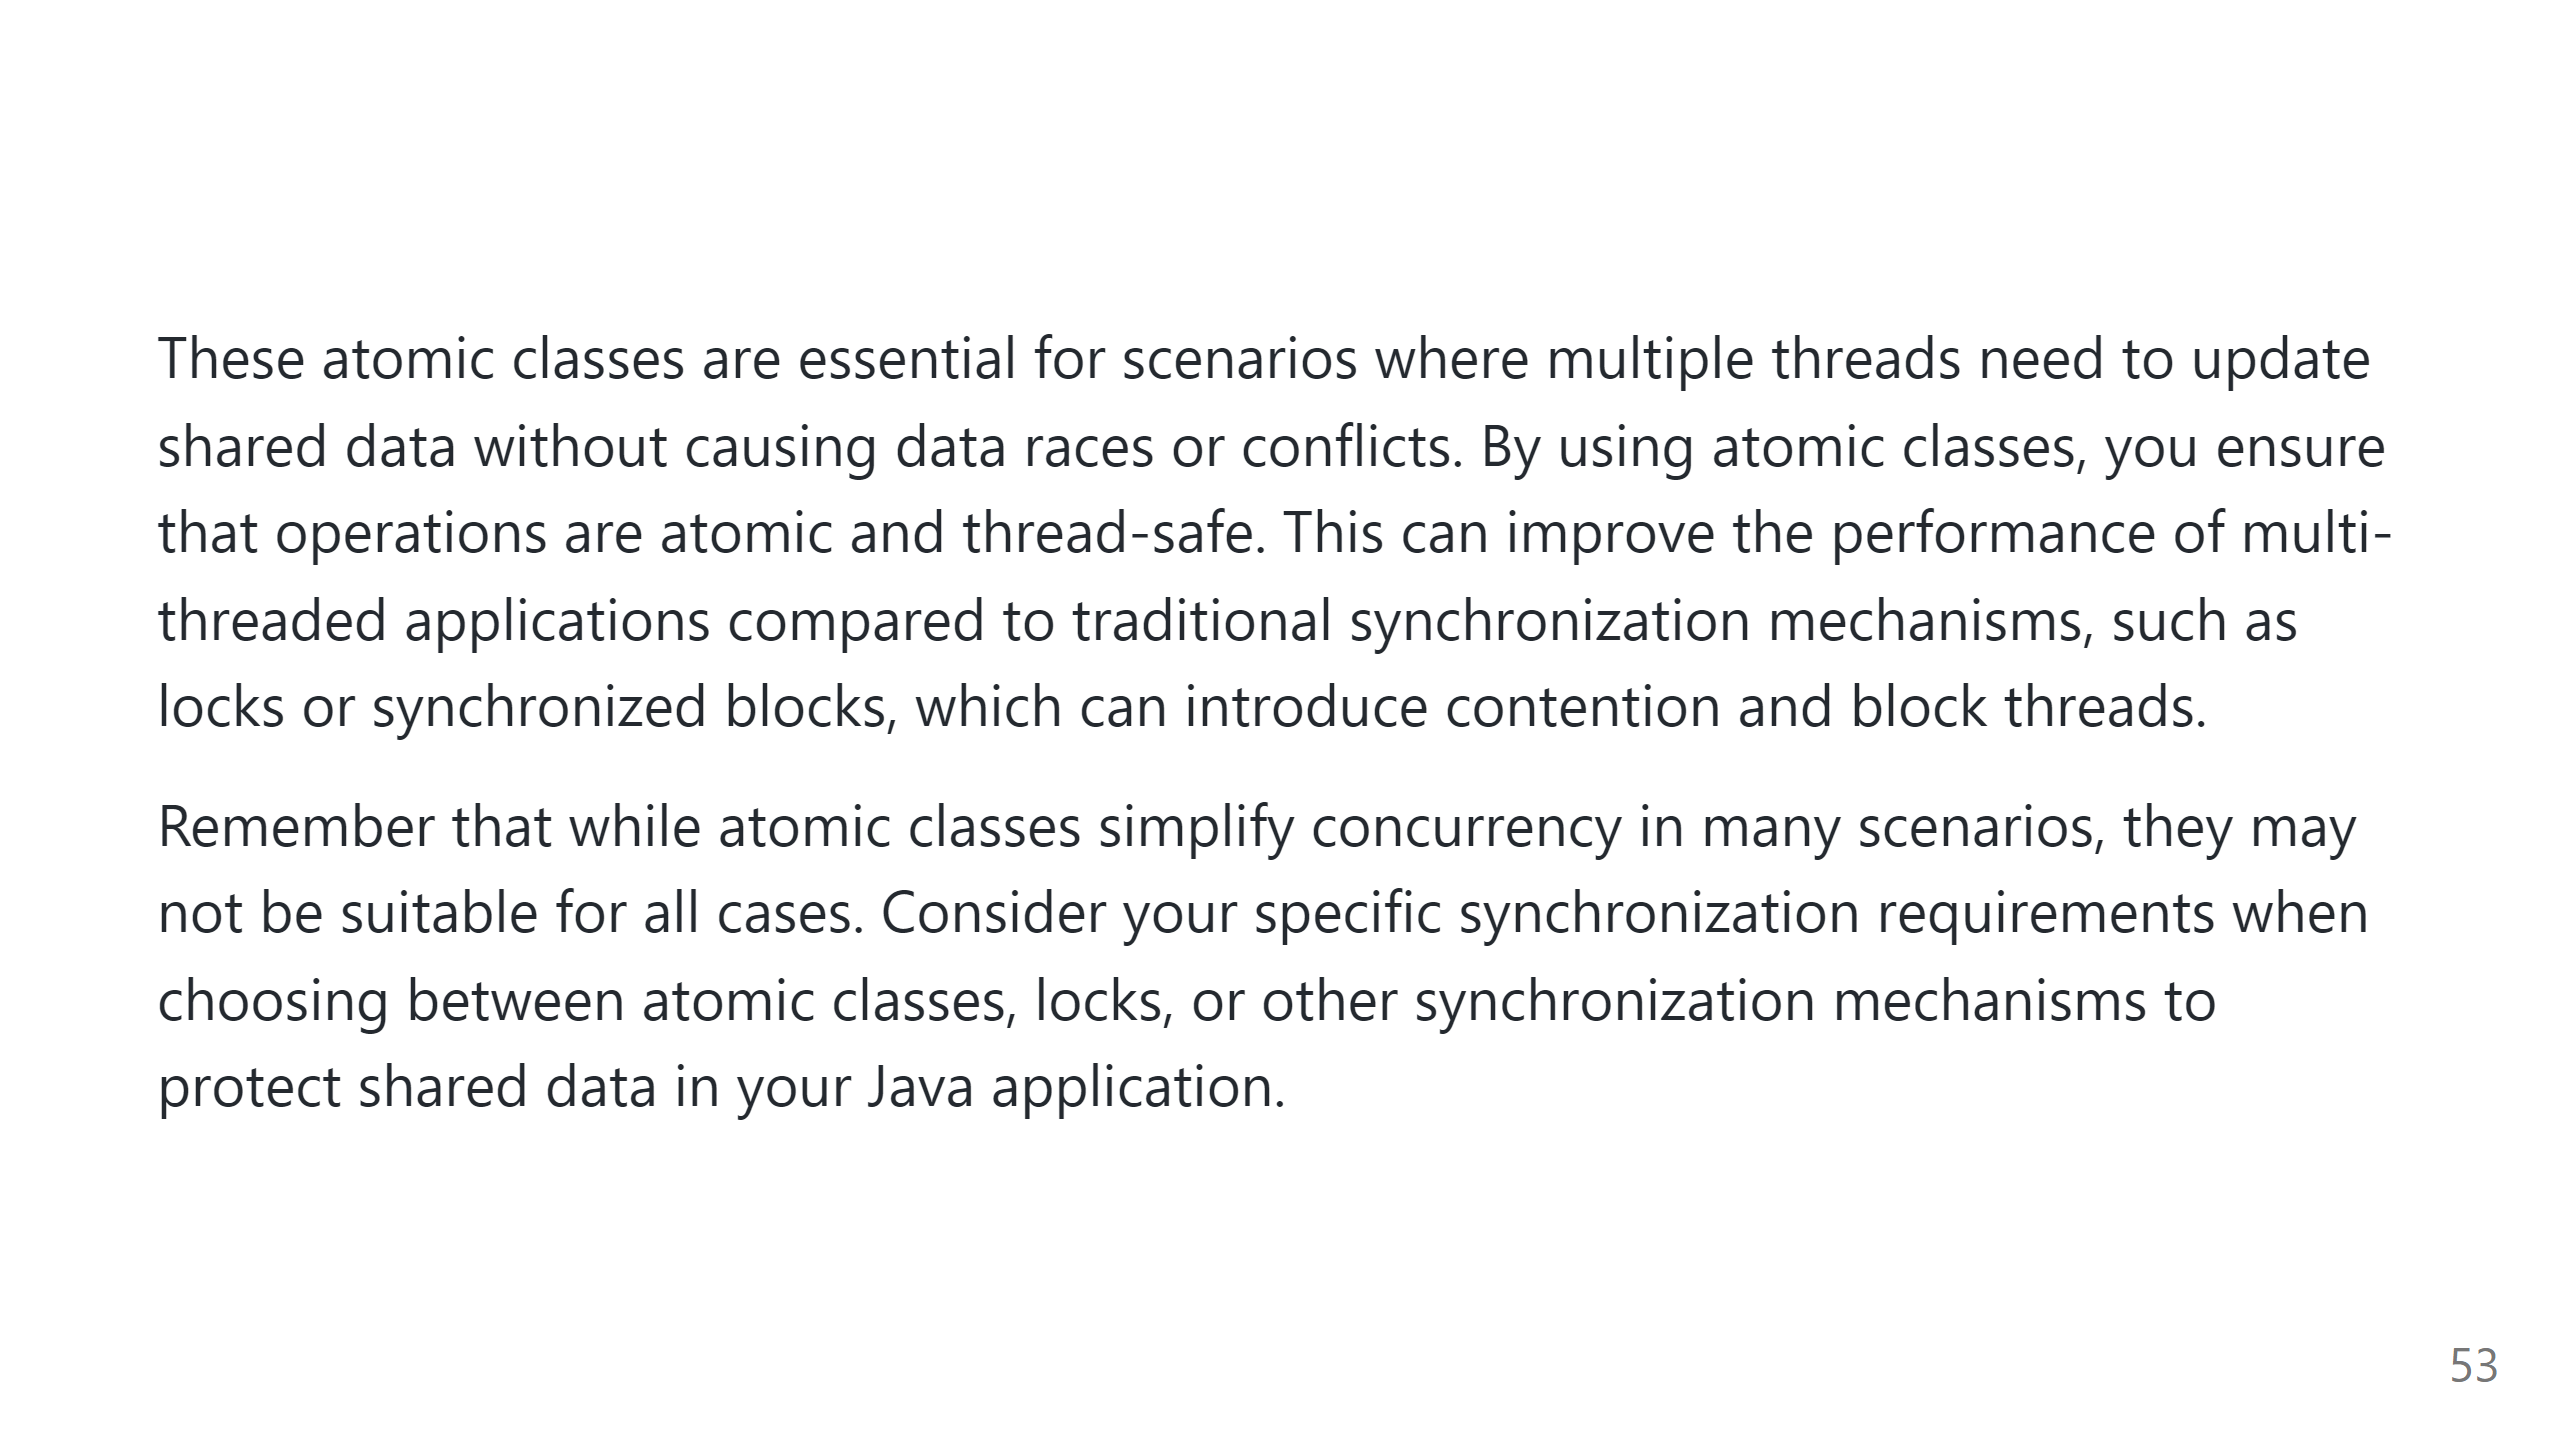 These atomic classes are essential for scenarios where multiple threads need to update
shared data without causing data races or conflicts. By using atomic classes, you ensure
that operations are atomic and thread-safe. This can improve the performance of multi-
threaded applications compared to traditional synchronization mechanisms, such as
locks or synchronized blocks, which can introduce contention and block threads.
Remember that while atomic classes simplify concurrency in many scenarios, they may
not be suitable for all cases. Consider your specific synchronization requirements when
choosing between atomic classes, locks, or other synchronization mechanisms to
protect shared data in your Java application.
53